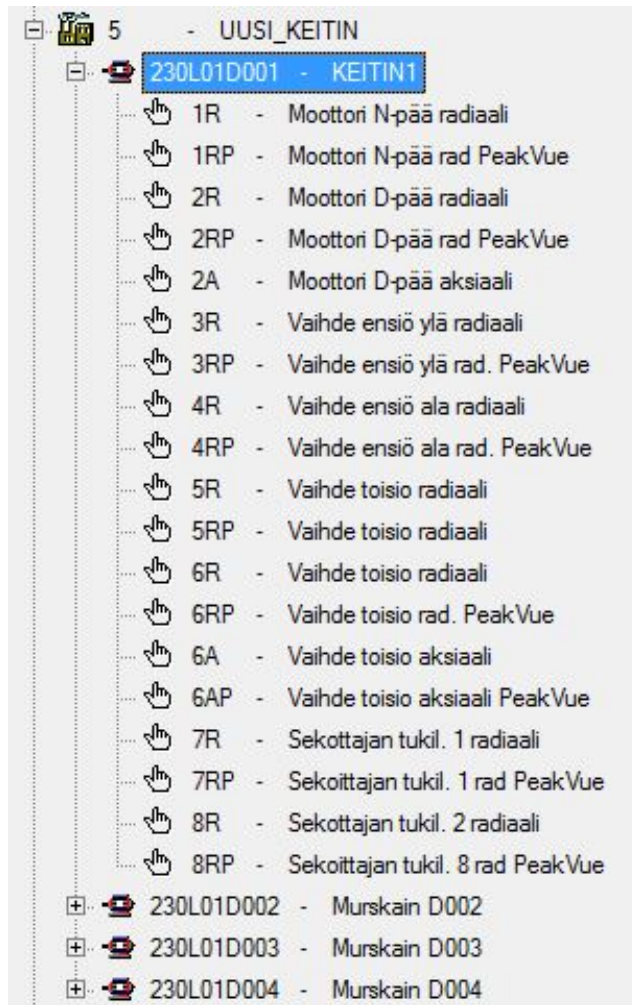 5 - UUSI_KEITIN
230L01D001 - KEITIN1
1R - Moottori N-pää radiaali
1RP - Moottori N-pää rad PeakVue
2R - Moottori D-pää radiaali
2RP - Moottori D-pää rad PeakVue
2A - Moottori D-pää aksiaali
3R - Vaihde ensiö ylä radiaali
3RP - Vaihde ensiö ylä rad. PeakVue
4R - Vaihde ensiö ala radiaali
4RP - Vaihde ensiö ala rad. PeakVue
5R - Vaihde toisio radiaali
5RP - Vaihde toisio radiaali
6R - Vaihde toisio radiaali
6RP - Vaihde toisio rad. PeakVue
6A - Vaihde toisio aksiaali
6AP - Vaihde toisio aksiaali PeakVue
7R - Sekottajan tukil. 1 radiaali
7RP - Sekoittajan tukil. 1 rad PeakVue
8R - Sekottajan tukil. 2 radiaali
8RP - Sekoittajan tukil. 8 rad PeakVue
230L01D002 - Murskain D002
230L01D003 - Murskain D003
230L01D004 - Murskain D004